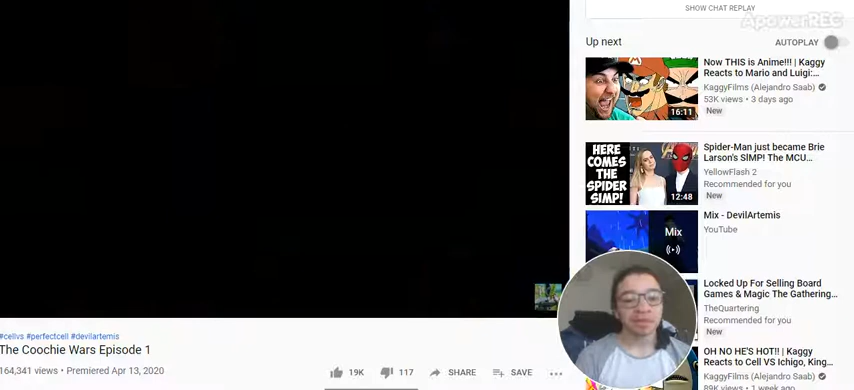 SHOW CHAT REPLAY
ApowerREC
Up next
AUTOPLAY
Now THIS is Anime!!! | Kaggy
Reacts to Mario and Luigi:...
KaggyFilms (Alejandro Saab)
53K views • 3 days ago
New
16:11
Spider-Man just became Brie
Larson's SIMP! The MCU...
YellowFlash 2
Recommended for you
New
HERE
COMES
THE
SPIDER
SIMP!
12:48
Mix - DevilArtemis
YouTube
Mix
Locked Up For Selling Board
Games & Magic The Gathering...
TheQuartering
Recommended for you
New
OH NO HE'S HOT!! | Kaggy
Reacts to Cell VS Ichigo, King...
KaggyFilms (Alejandro Saab)
89K views • 1 week ago
#cellvs #perfectcell #devilartemis
The Coochie Wars Episode 1
164,341 views • Premiered Apr 13, 2020
19K
117
SHARE
SAVE